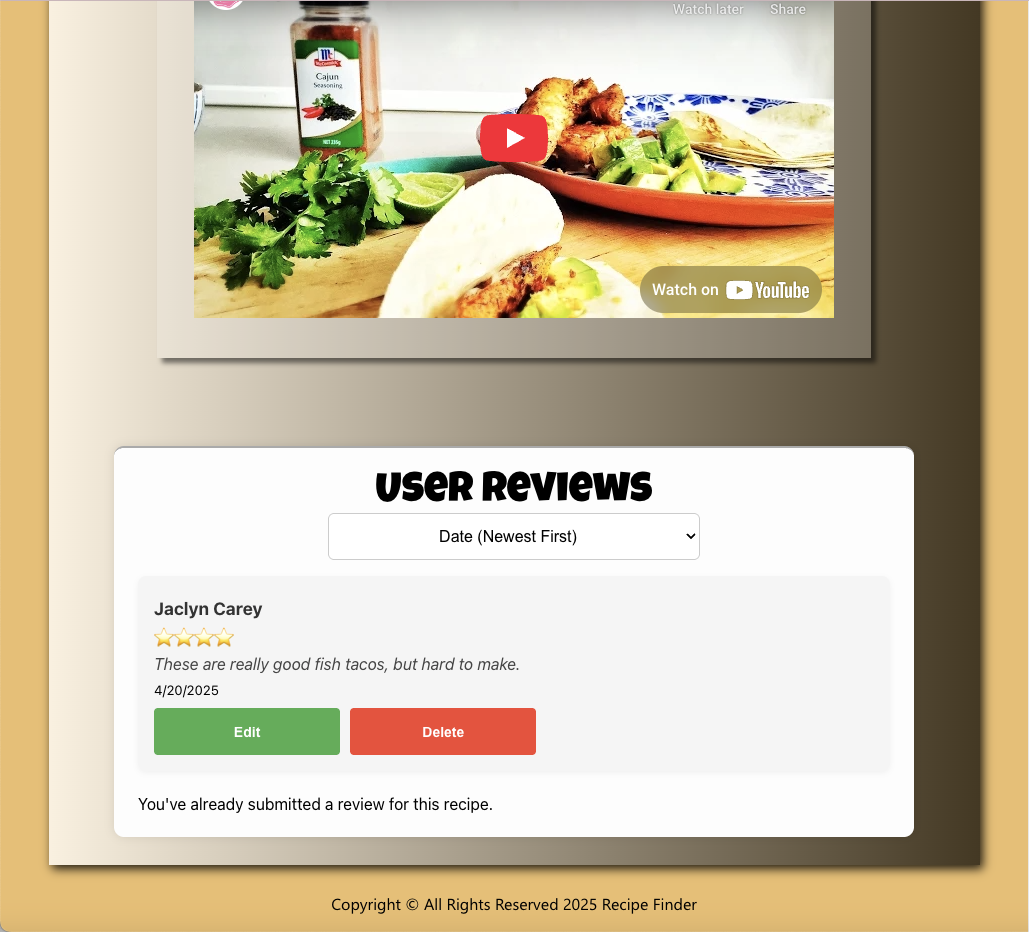 Watch later Share
Cajun
Seasoning
NET 235g
Watch on YouTube
User Reviews
Date (Newest First)
Jaclyn Carey
These are really good fish tacos, but hard to make.
4/20/2025
Edit Delete
You've already submitted a review for this recipe.
Copyright © All Rights Reserved 2025 Recipe Finder